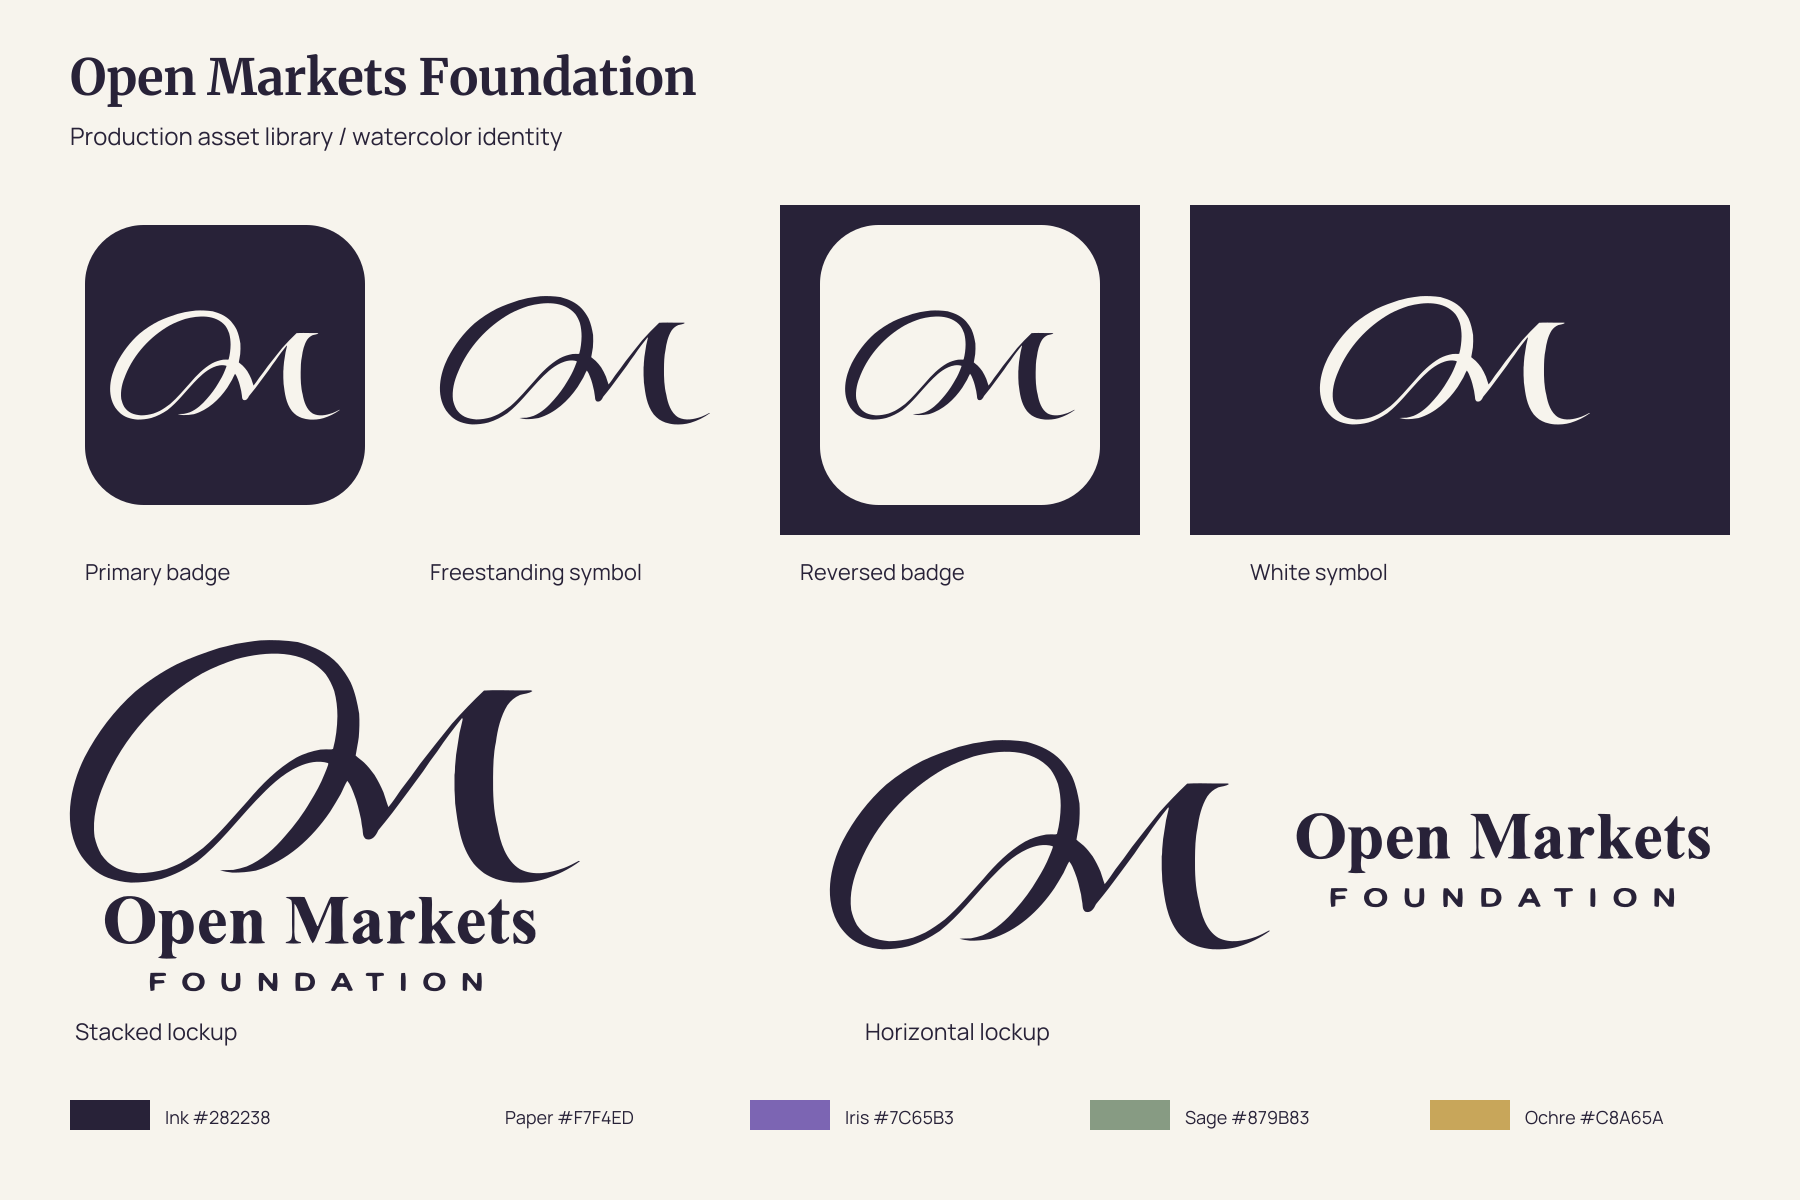 Open Markets Foundation
Production asset library / watercolor identity
Primary badge
Freestanding symbol
Reversed badge
White symbol
Open Markets
FOUNDATION
Stacked lockup
Open Markets
FOUNDATION
Horizontal lockup
Ink #282238
Paper #F7F4ED
Iris #7C65B3
Sage #879B83
Ochre #C8A65A